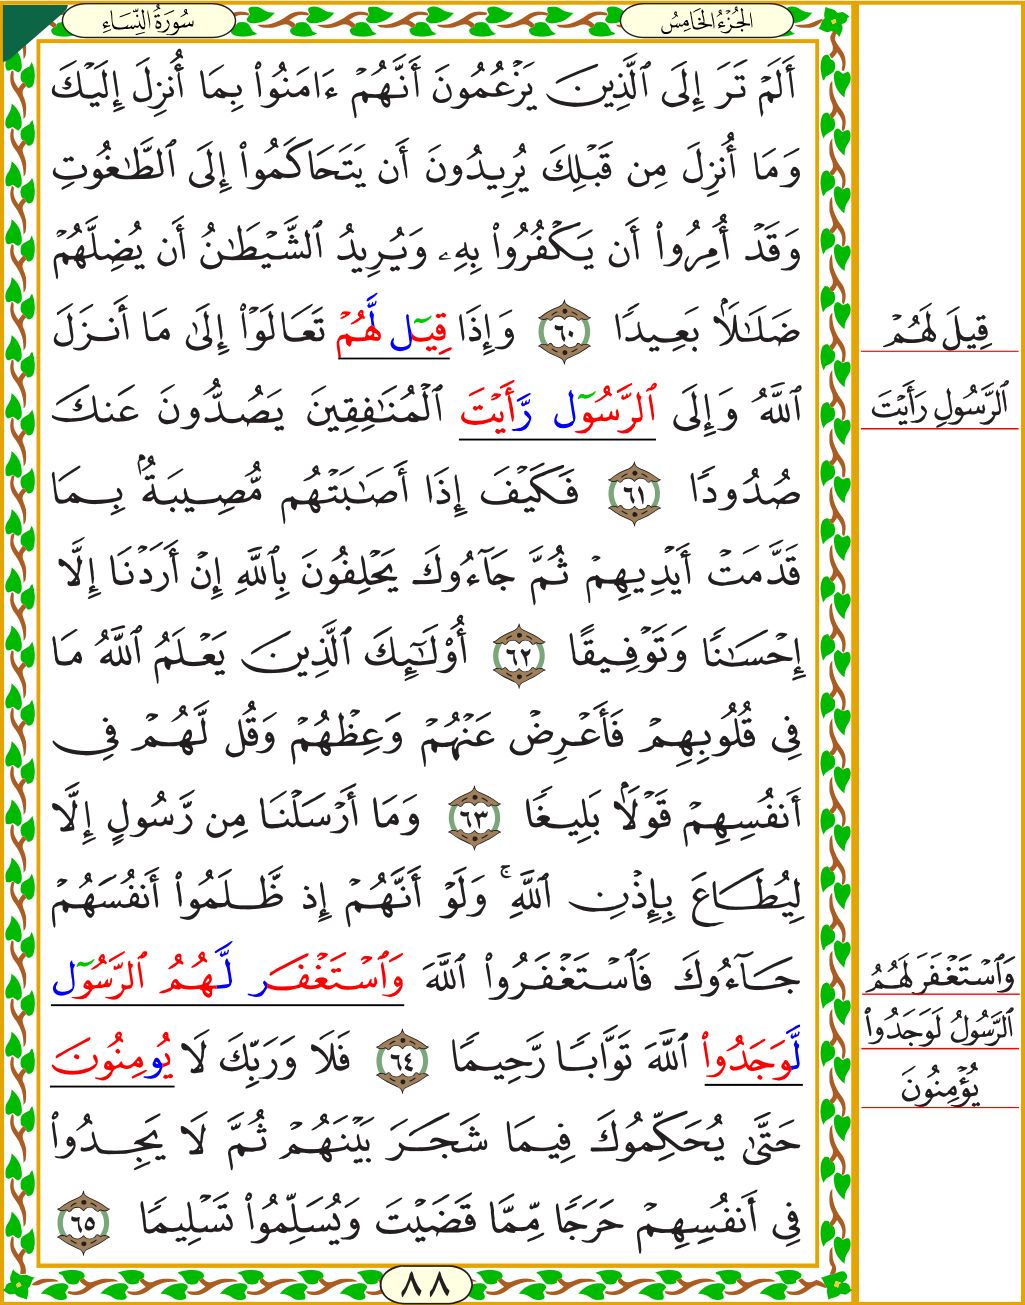 سُورَةُ النِّسَاءِ
الجُزْءُ الخَامِسُ
أَلَمْ تَرَ إِلَى ٱلَّذِينَ يَزْعُمُونَ أَنَّهُمْ ءَامَنُوا۟ بِمَا أُنزِلَ إِلَيْكَ
وَمَا أُنزِلَ مِن قَبْلِكَ يُرِيدُونَ أَن يَتَحَاكَمُوا۟ إِلَى ٱلطَّٰغُوتِ
وَقَدْ أُمِرُوا۟ أَن يَكْفُرُوا۟ بِهِۦ وَيُرِيدُ ٱلشَّيْطَٰنُ أَن يُضِلَّهُمْ
ضَلَٰلًۢا بَعِيدًا ٦٠ وَإِذَا قِيٓل لَّهُمْ تَعَالَوْا۟ إِلَىٰ مَا أَنزَلَ
ٱللَّهُ وَإِلَى ٱلرَّسُوٓل رَّأَيْتَ ٱلْمُنَٰفِقِينَ يَصُدُّونَ عَنكَ
صُدُودًا ٦١ فَكَيْفَ إِذَا أَصَٰبَتْهُم مُّصِيبَةٌۢ بِمَا
قَدَّمَتْ أَيْدِيهِمْ ثُمَّ جَآءُوكَ يَحْلِفُونَ بِٱللَّهِ إِنْ أَرَدْنَا إِلَّا
إِحْسَٰنًا وَتَوْفِيقًا ٦٢ أُو۟لَٰٓئِكَ ٱلَّذِينَ يَعْلَمُ ٱللَّهُ مَا
فِى قُلُوبِهِمْ فَأَعْرِضْ عَنْهُمْ وَعِظْهُمْ وَقُل لَّهُمْ فِى
أَنفُسِهِمْ قَوْلًۢا بَلِيغًا ٦٣ وَمَا أَرْسَلْنَا مِن رَّسُولٍ إِلَّا
لِيُطَاعَ بِإِذْنِ ٱللَّهِۚ وَلَوْ أَنَّهُمْ إِذ ظَّلَمُوا۟ أَنفُسَهُمْ
جَآءُوكَ فَٱسْتَغْفَرُوا۟ ٱللَّهَ وَٱسْتَغْفَر لَّهُمُ ٱلرَّسُوٓل
لَّوَجَدُوا۟ ٱللَّهَ تَوَّابًا رَّحِيمًا ٦٤ فَلَا وَرَبِّكَ لَا يُومِنُونَ
حَتَّىٰ يُحَكِّمُوكَ فِيمَا شَجَرَ بَيْنَهُمْ ثُمَّ لَا يَجِدُوا۟
فِى أَنفُسِهِمْ حَرَجًا مِّمَّا قَضَيْتَ وَيُسَلِّمُوا۟ تَسْلِيمًا ٦٥
٨٨
قِيلَ لَهُمْ
ٱلرَّسُولِ رَأَيْتَ
وَٱسْتَغْفَرَ لَهُمُ
ٱلرَّسُولُ لَوَجَدُوا۟
يُؤْمِنُونَ